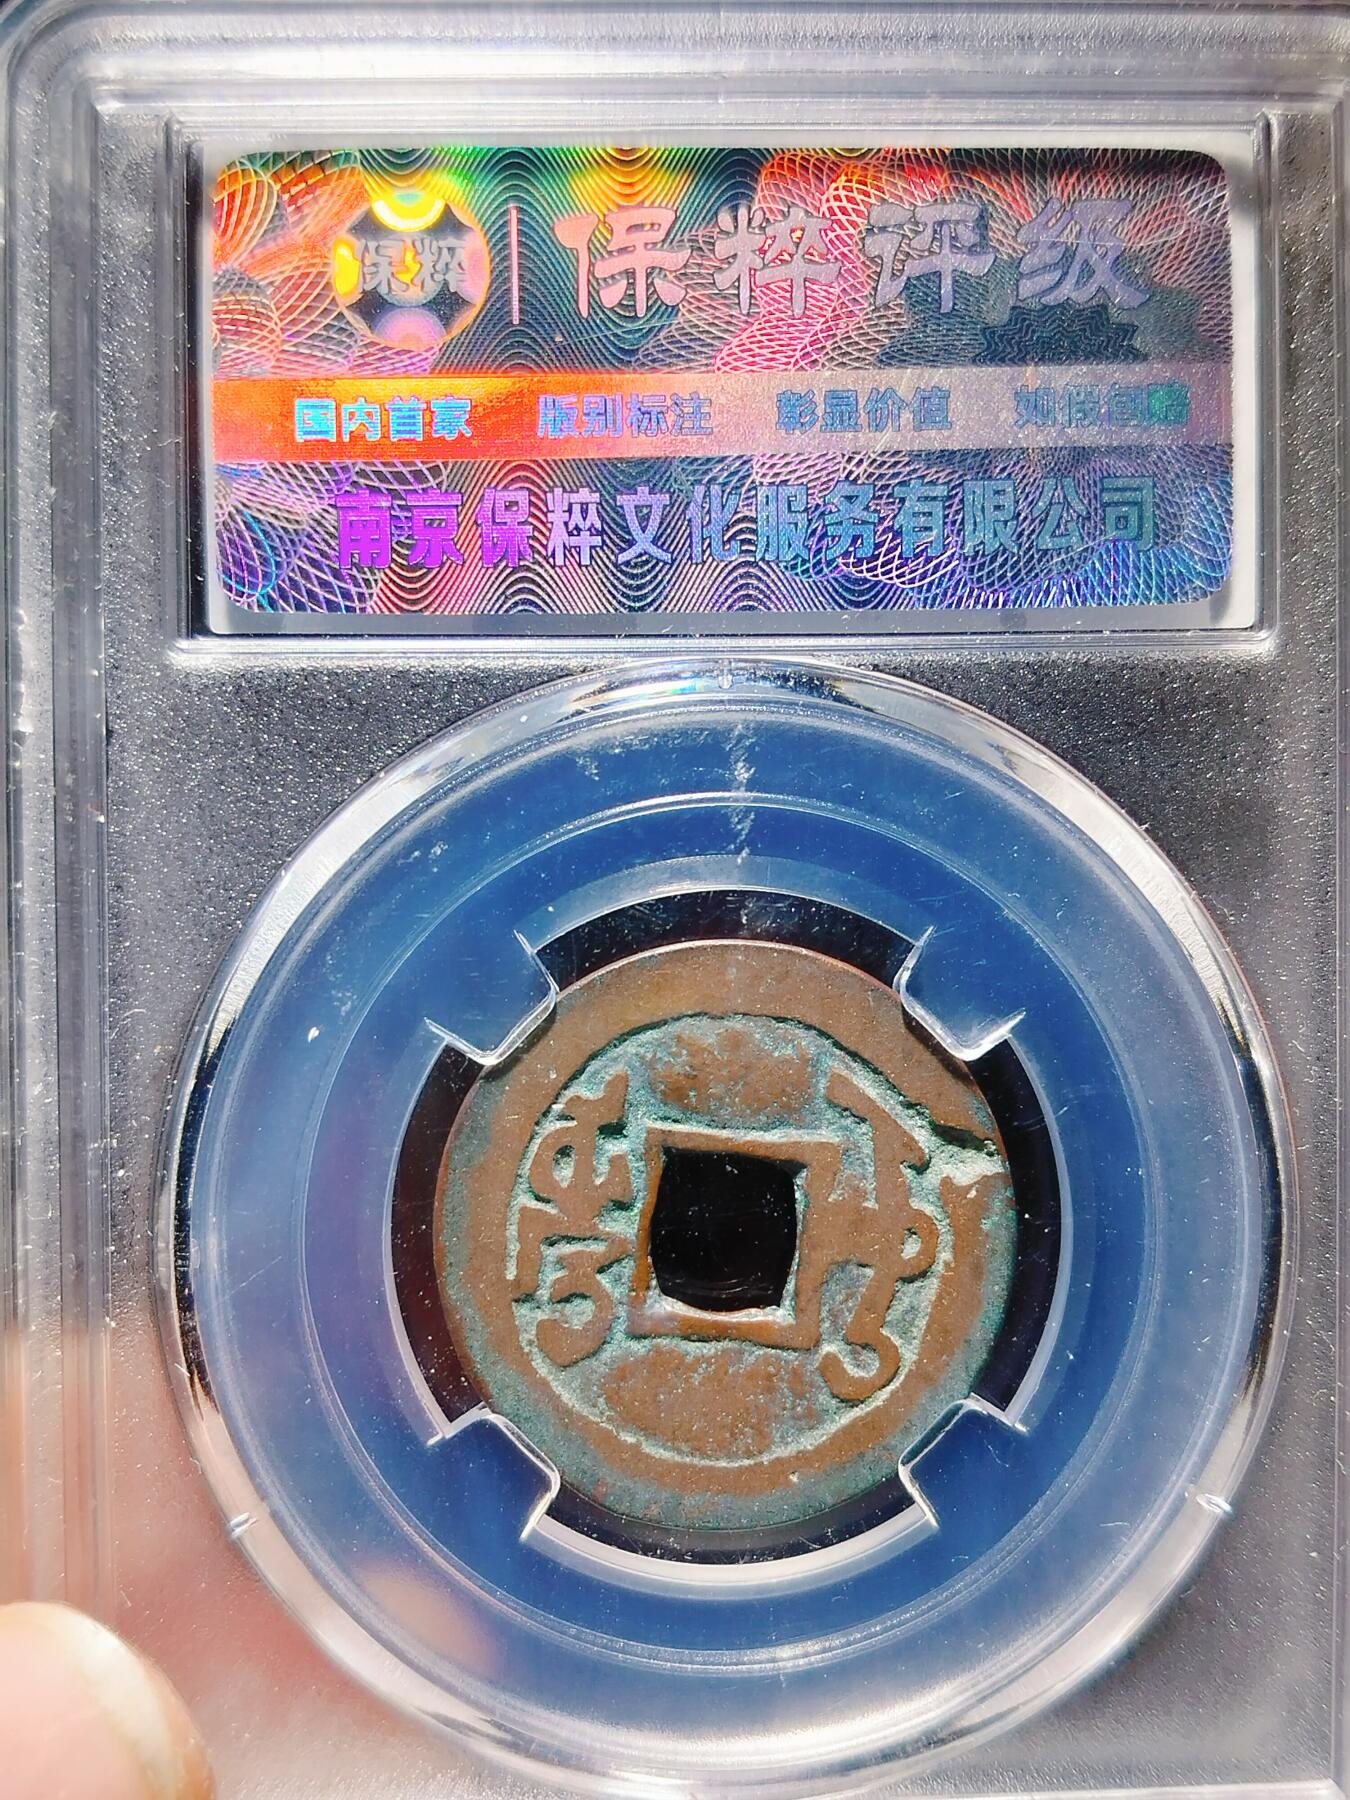 保粹 保粹评级
国内首家 版别标注 彰显价值 如假包赔
南京保粹文化服务有限公司